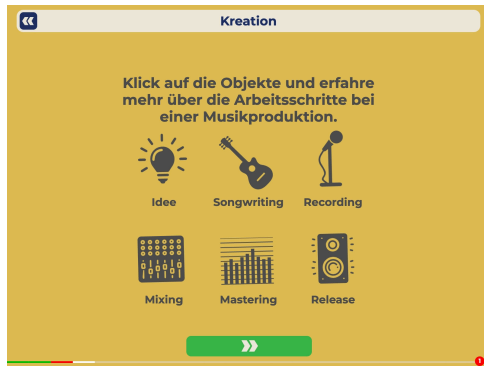 Kreation
Klick auf die Objekte und erfahre
mehr über die Arbeitsschritte bei
einer Musikproduktion.
Idee
Songwriting
Recording
Mixing
Mastering
Release
1